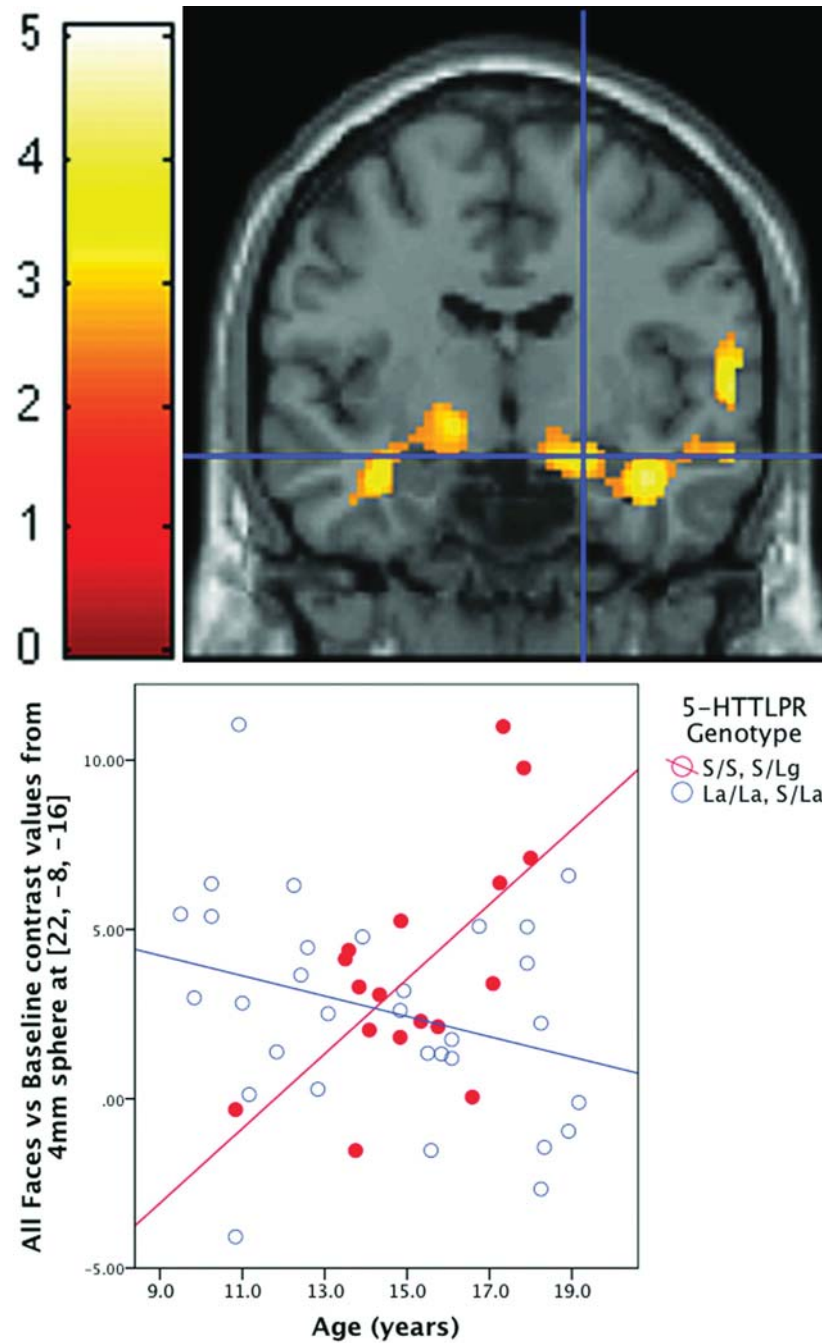 5
4
3
2
1
0
5-HTTLPR
Genotype
S/S, S/Lg
La/La, S/La
All Faces vs Baseline contrast values from
4mm sphere at [22, -8, -16]
10.00
5.00
.00
-5.00
9.0 11.0 13.0 15.0 17.0 19.0
Age (years)